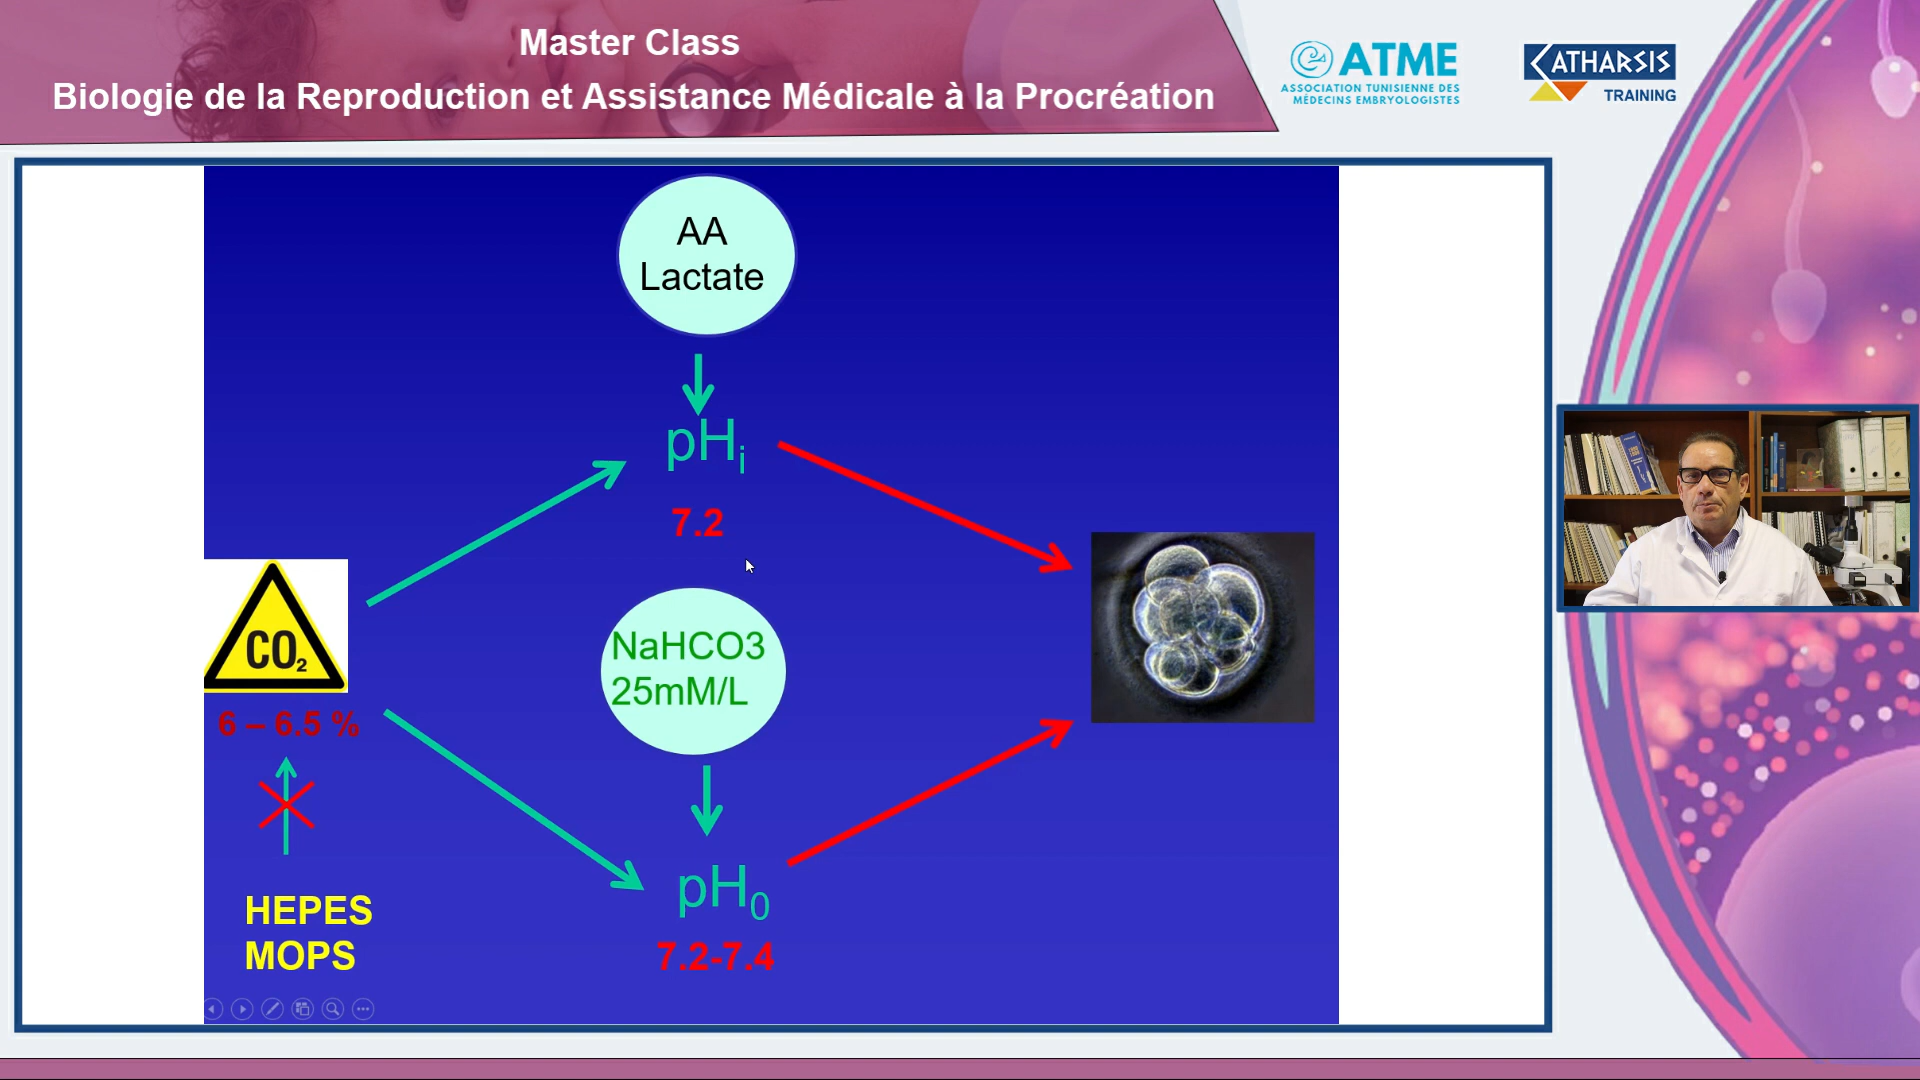 Master Class
Biologie de la Reproduction et Assistance Médicale à la Procréation
ATME
ASSOCIATION TUNISIENNE DES
MÉDECINS EMBRYOLOGISTES
CATHARSIS
TRAINING
AA
Lactate
pHi
7.2
NaHCO3
25mM/L
CO2
6 – 6.5 %
HEPES
MOPS
pH0
7.2-7.4